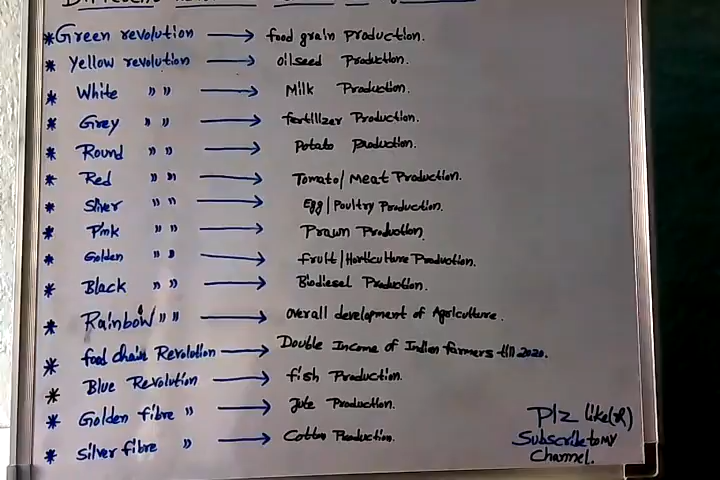 * Green revolution → food grain Production.
* Yellow revolution → oilseed Production.
* White " " → Milk Production.
* Grey " " → fertilizer Production.
* Round " " → Potato Production.
* Red " " → Tomato/Meat Production.
* Sliver " " → Egg/Poultry Production.
* Pink " " → Prawn Production.
* Golden " " → fruit/Horticulture Production.
* Black " " → Biodiesel Production.
* Rainbow " " → overall development of Agriculture.
* food chain Revolution → Double Income of Indian farmers till 2020.
* Blue Revolution → fish Production.
* Golden fibre " → Jute Production.
* Silver fibre " → Cotton Production.
Plz like(&)
Subscribe to my
Channel.